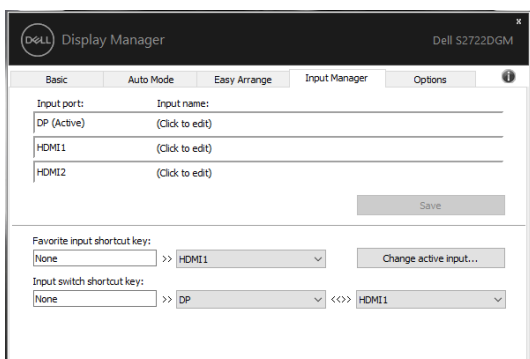 x
DELL Display Manager Dell S2722DGM
Basic Auto Mode Easy Arrange Input Manager Options i
Input port: Input name:
DP (Active) (Click to edit)
HDMI1 (Click to edit)
HDMI2 (Click to edit)
Save
Favorite input shortcut key:
None >> HDMI1 Change active input...
Input switch shortcut key:
None >> DP <<>> HDMI1